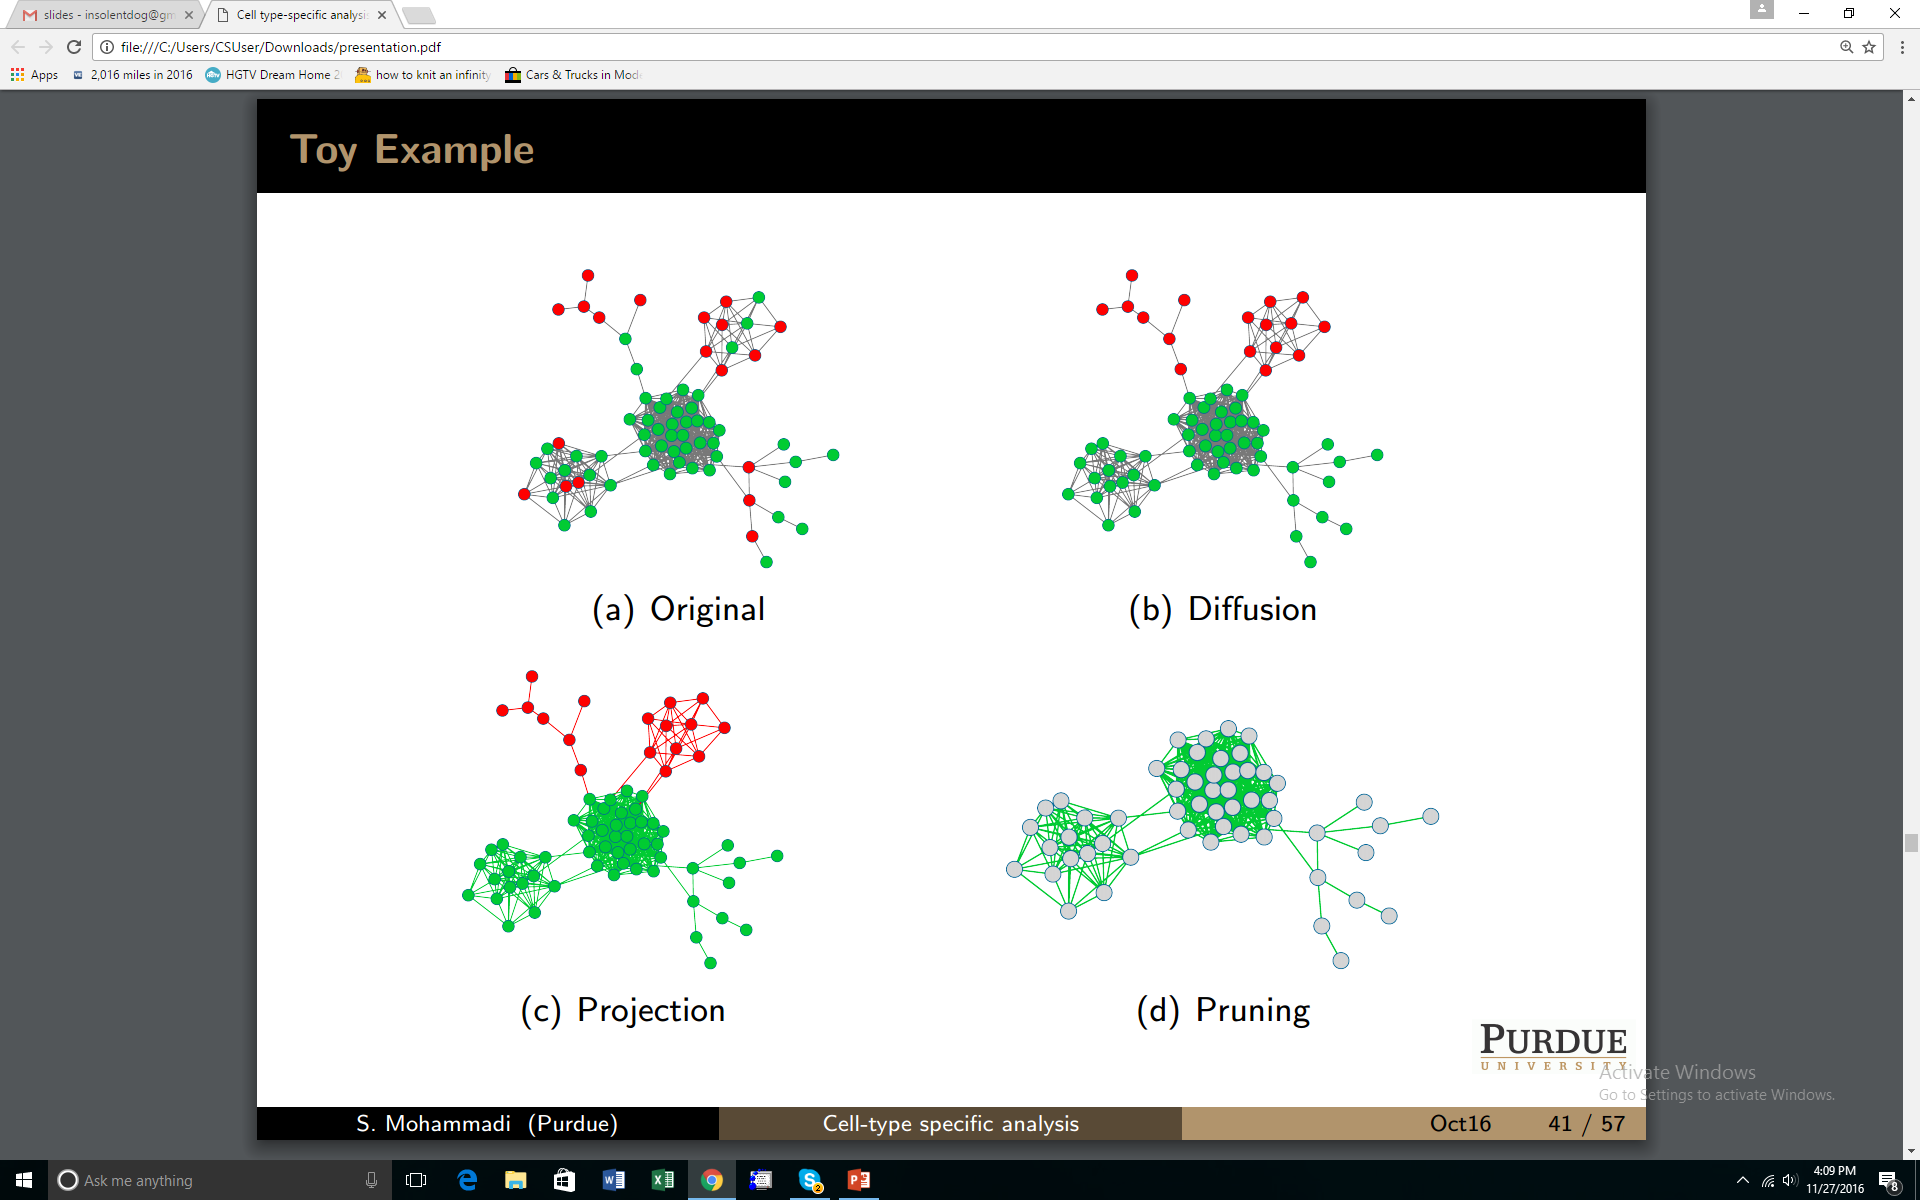 slides - insolentdog@gm
Cell type-specific analysis
file:///C:/Users/CSUser/Downloads/presentation.pdf
Apps
2,016 miles in 2016
HGTV Dream Home 2
how to knit an infinity
Cars & Trucks in Mod
Toy Example
(a) Original
(b) Diffusion
(c) Projection
(d) Pruning
PURDUE
UNIVERSITY
Activate Windows
Go to Settings to activate Windows.
S. Mohammadi (Purdue)
Cell-type specific analysis
Oct16
41 / 57
Ask me anything
4:09 PM
11/27/2016
2
8